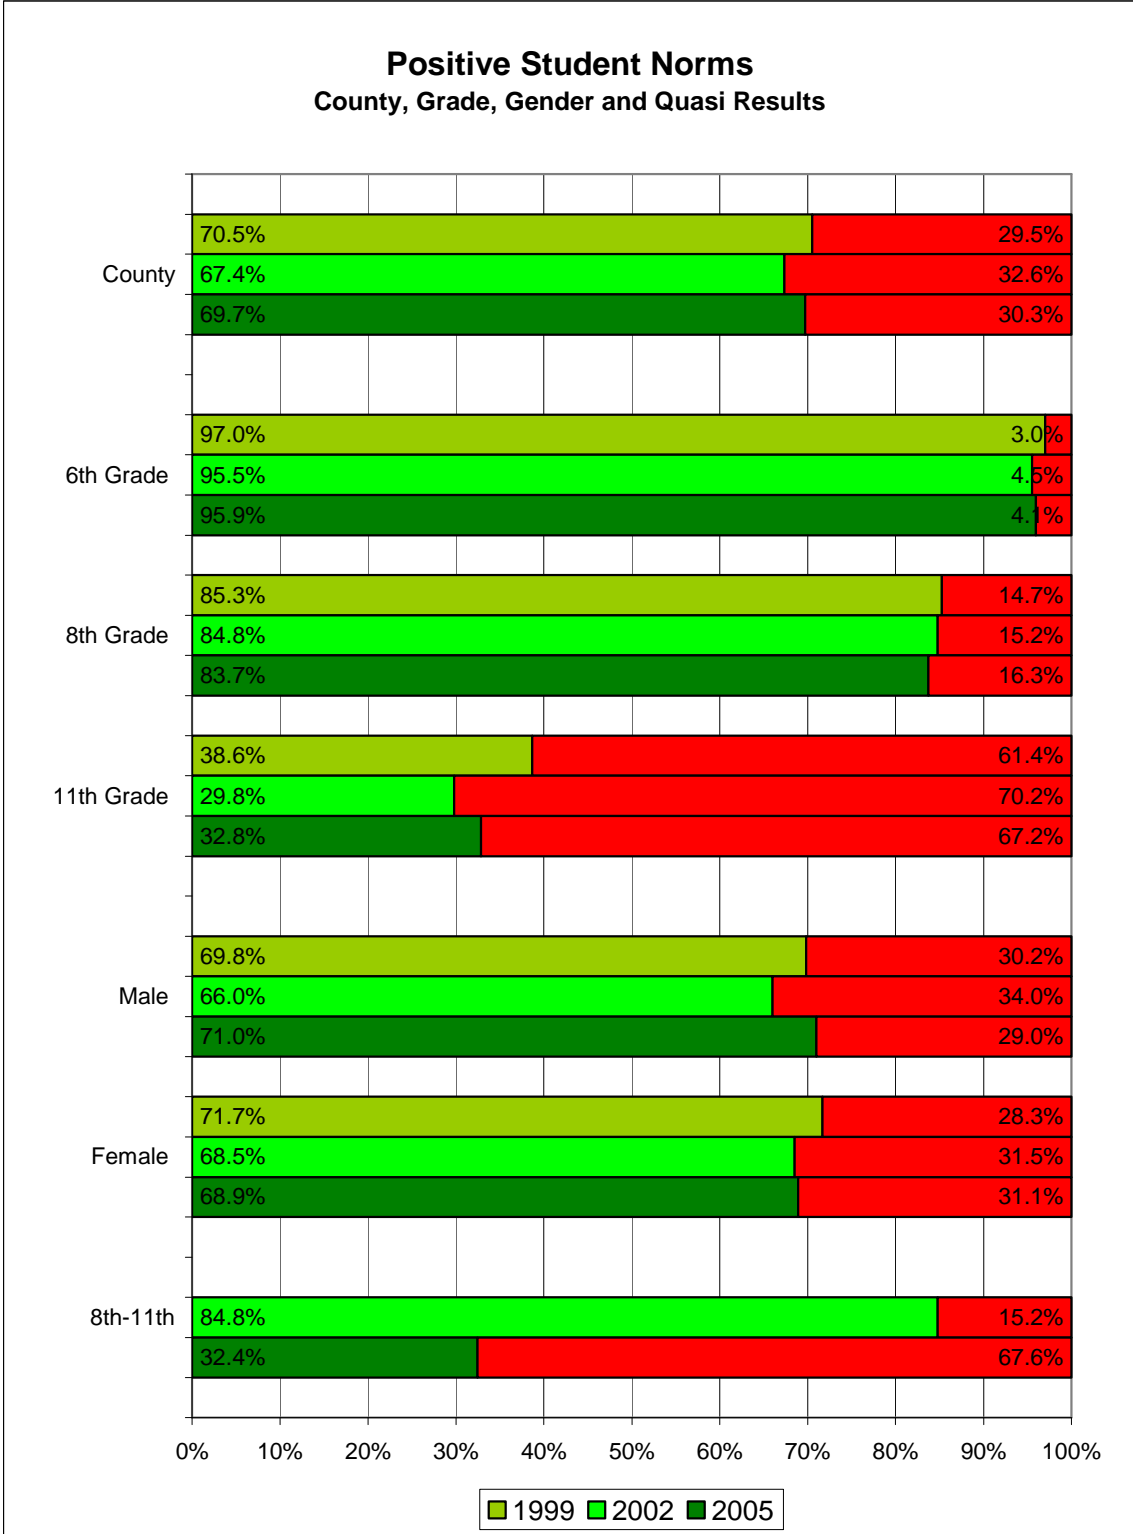 Positive Student Norms
County, Grade, Gender and Quasi Results
70.5% 29.5%
County 67.4% 32.6%
69.7% 30.3%
97.0% 3.0%
6th Grade 95.5% 4.5%
95.9% 4.1%
85.3% 14.7%
8th Grade 84.8% 15.2%
83.7% 16.3%
38.6% 61.4%
11th Grade 29.8% 70.2%
32.8% 67.2%
69.8% 30.2%
Male 66.0% 34.0%
71.0% 29.0%
71.7% 28.3%
Female 68.5% 31.5%
68.9% 31.1%
8th-11th 84.8% 15.2%
32.4% 67.6%
0% 10% 20% 30% 40% 50% 60% 70% 80% 90% 100%
1999 2002 2005